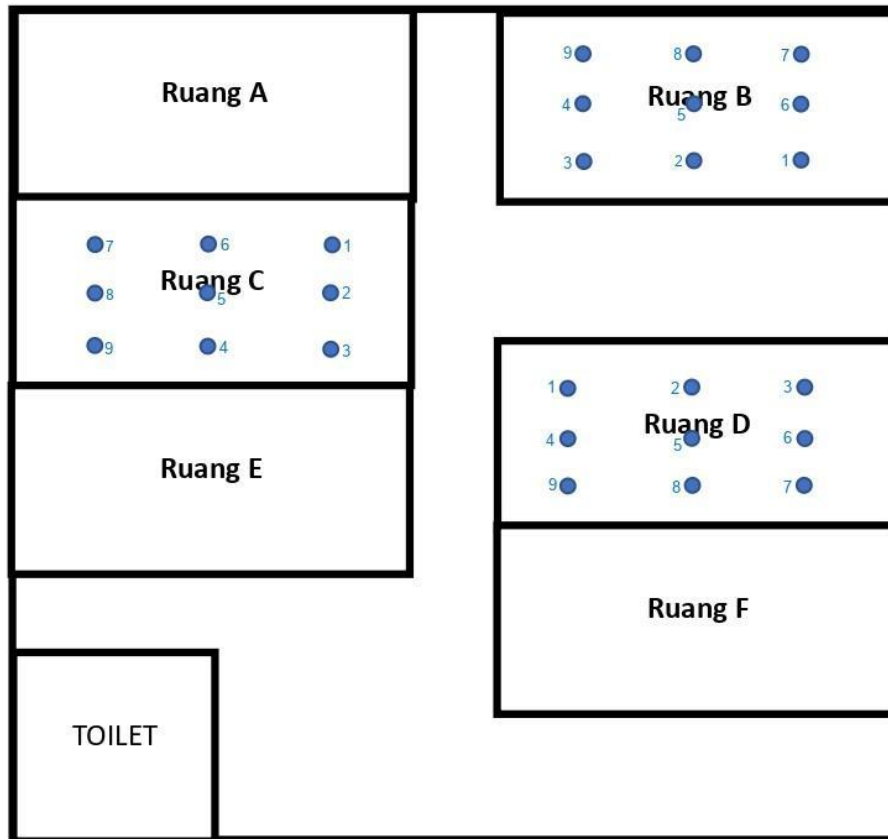 Ruang A
9 8 7
Ruang B
4 5 6
3 2 1
7 6 1
Ruang C
8 5 2
9 4 3
1 2 3
Ruang D
4 5 6
9 8 7
Ruang E
Ruang F
TOILET